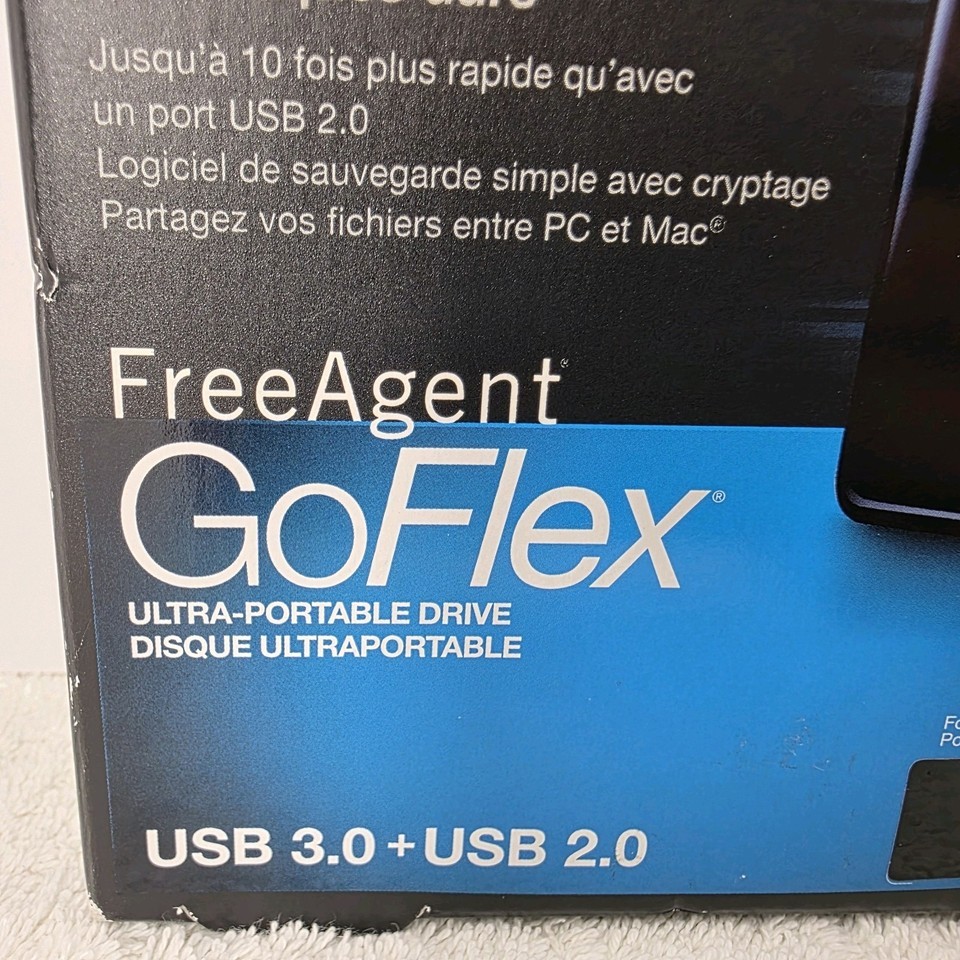 Jusqu'à 10 fois plus rapide qu'avec
un port USB 2.0
Logiciel de sauvegarde simple avec cryptage
Partagez vos fichiers entre PC et Mac®
FreeAgent®
GoFlex®
ULTRA-PORTABLE DRIVE
DISQUE ULTRAPORTABLE
USB 3.0 + USB 2.0